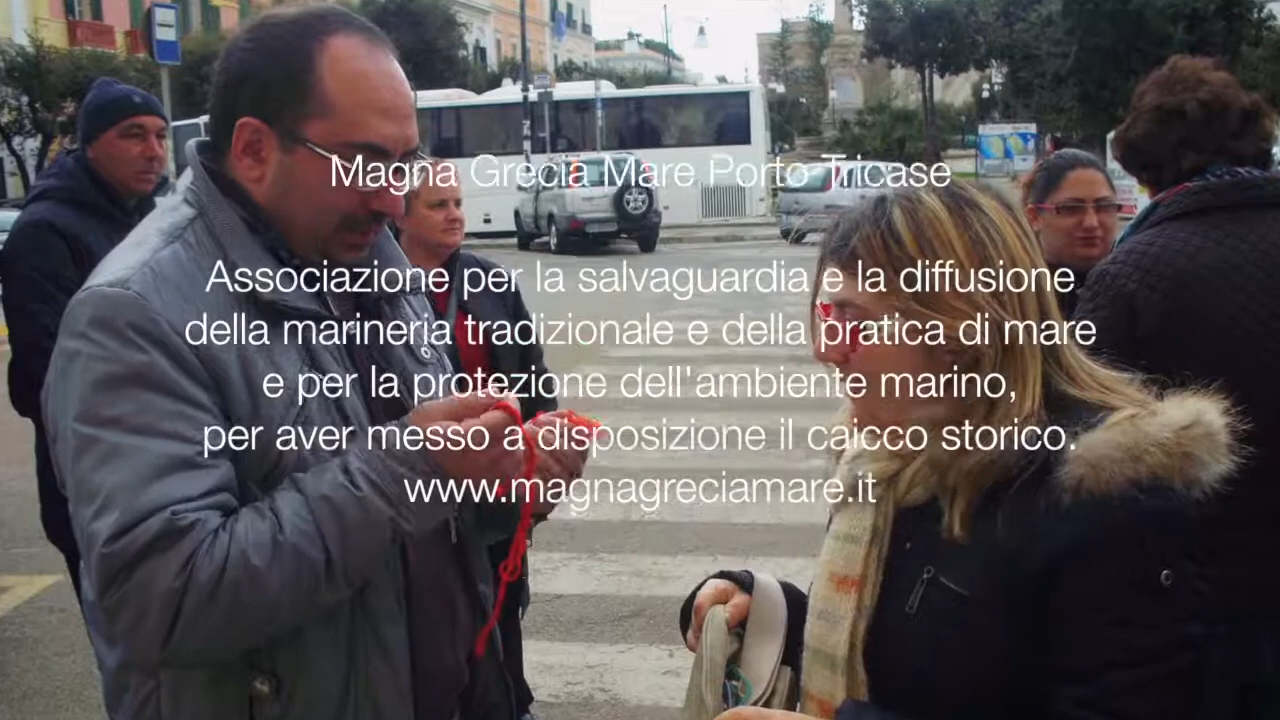 Magna Grecia Mare Porto Tricase
Associazione per la salvaguardia e la diffusione
della marineria tradizionale e della pratica di mare
e per la protezione dell'ambiente marino,
per aver messo a disposizione il caicco storico.
www.magnagreciamare.it